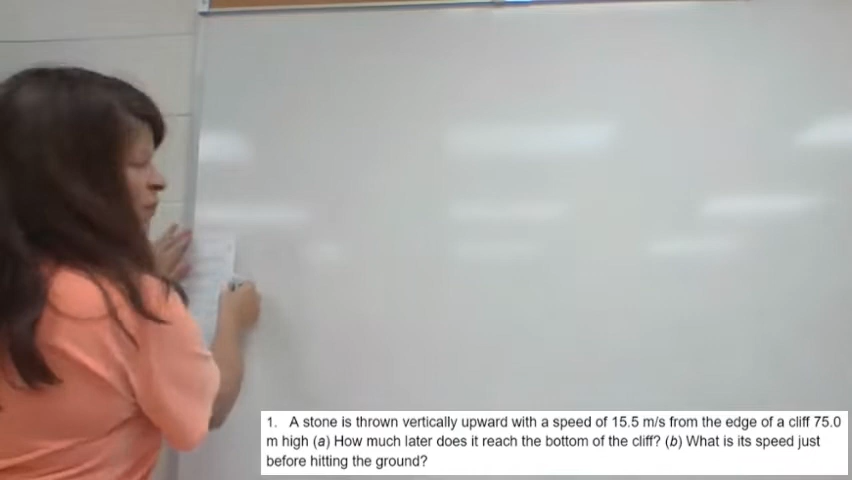 1. A stone is thrown vertically upward with a speed of 15.5 m/s from the edge of a cliff 75.0
m high (a) How much later does it reach the bottom of the cliff? (b) What is its speed just
before hitting the ground?